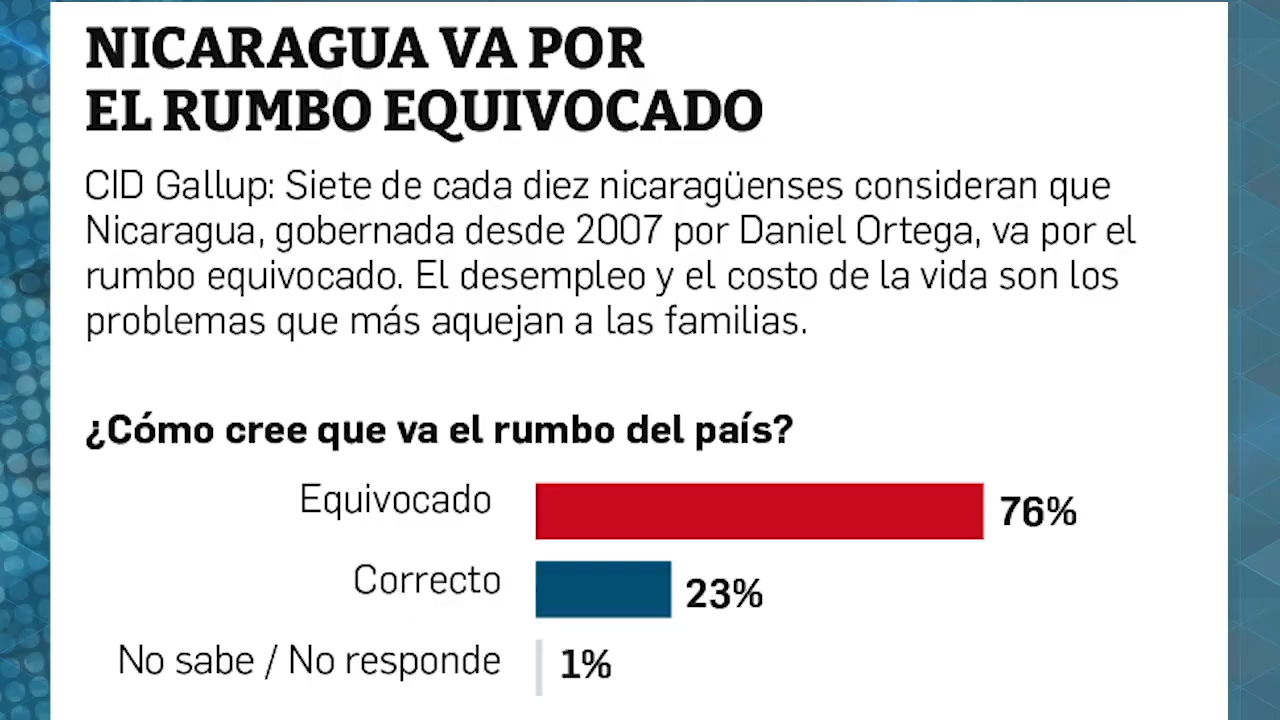 NICARAGUA VA POR
EL RUMBO EQUIVOCADO
CID Gallup: Siete de cada diez nicaragüenses consideran que
Nicaragua, gobernada desde 2007 por Daniel Ortega, va por el
rumbo equivocado. El desempleo y el costo de la vida son los
problemas que más aquejan a las familias.
¿Cómo cree que va el rumbo del país?
Equivocado 76%
Correcto 23%
No sabe / No responde 1%